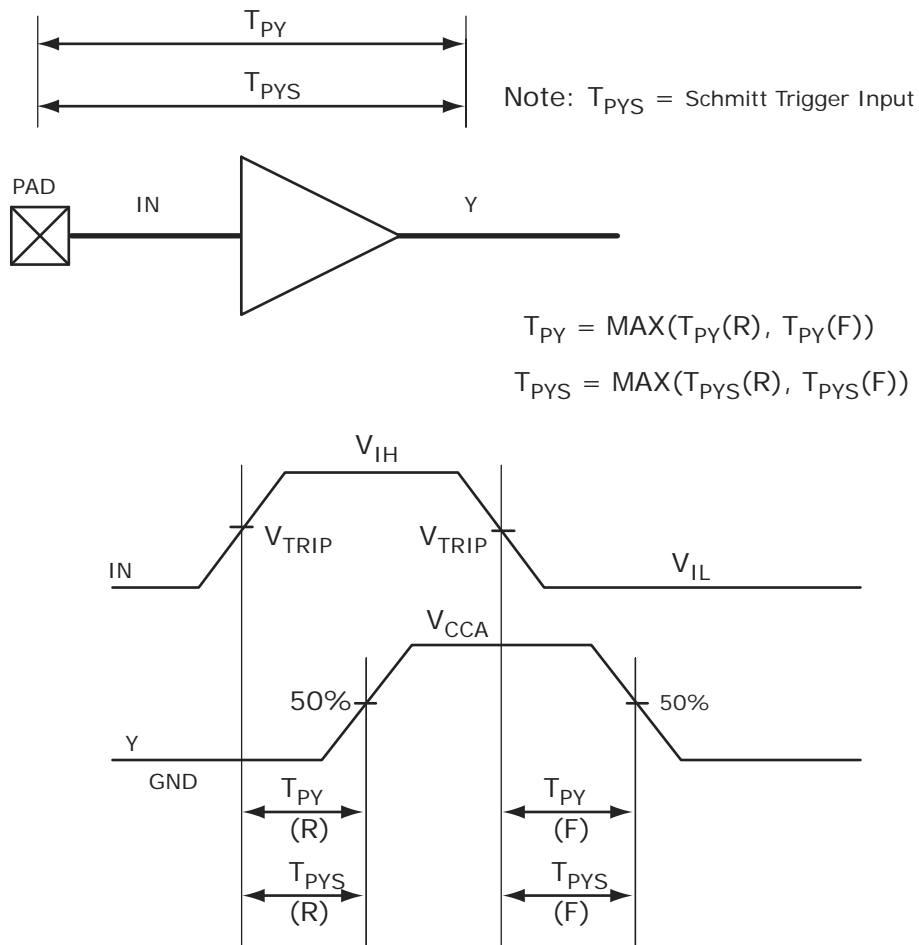 T_PY
T_PYS
Note: T_PYS = Schmitt Trigger Input
PAD
IN
Y
T_PY = MAX(T_PY(R), T_PY(F))
T_PYS = MAX(T_PYS(R), T_PYS(F))
V_IH
V_TRIP
V_TRIP
IN
V_IL
V_CCA
50%
50%
Y
GND
T_PY
(R)
T_PY
(F)
T_PYS
(R)
T_PYS
(F)